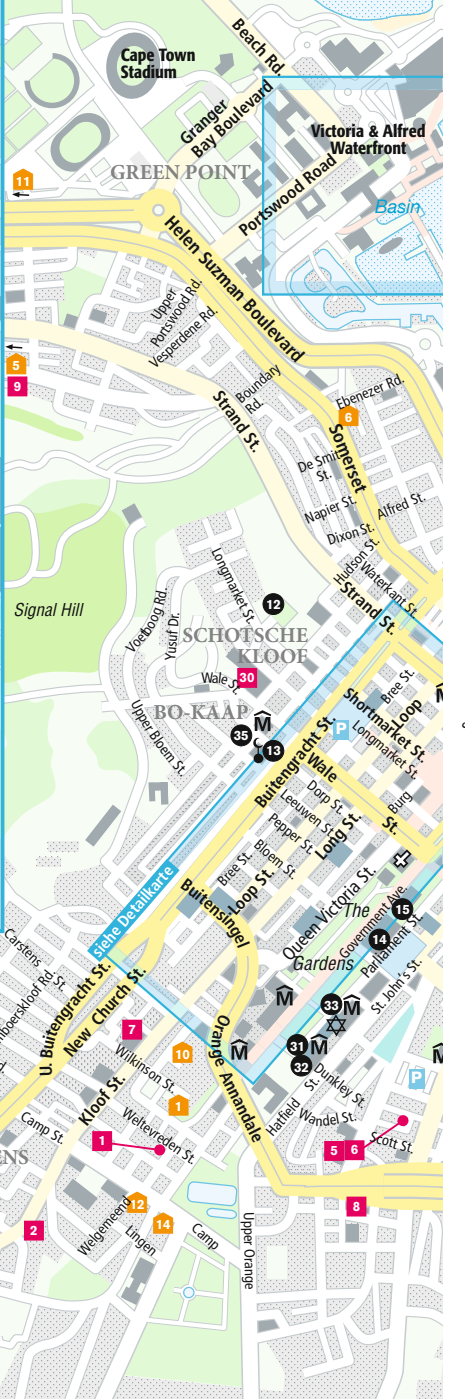 Beach Rd.
Cape Town
Stadium
Granger
Bay Boulevard
Victoria & Alfred
Waterfront
GREEN POINT
11
Portswood Road
Basin
Helen Suzman Boulevard
Upper
Portswood Rd.
Vesperdene Rd.
5
9
Boundary
Rd.
Ebenezer Rd.
6
Strand St.
Somerset
De Smit
St.
Napier St.
Alfred St.
Dixon St.
Hudson St.
Waterkant St.
Longmarket St.
12
Strand St.
Signal Hill
Voetboog Rd.
Yusuf Dr.
SCHOTSCHE
KLOOF
Wale St.
30
Bree St.
Shortmarket St.
Loop
BO-KAAP
Upper Bloem St.
35
13
Buitengracht St.
P
Longmarket St.
Wale
St.
Dorp St.
Leeuwen St.
Burg
Pepper St.
Long St.
Bloem St.
Bree St.
Loop St.
siehe Detailkarte
Buitensingel
Queen Victoria St.
The
Gardens
Government Ave.
15
14
Parliament St.
St. John's St.
Carstens
St.
U. Buitengracht St.
New Church St.
33
7
Wilkinson St.
10
Orange
Annandale
31
32
Dunkley St.
P
Kloof St.
1
Hatfield
St.
Wandel St.
Camp St.
1
Weltevreden St.
5
6
Scott St.
ENS
8
2
Welgemeend
12
14
Lingen
Camp
Upper Orange